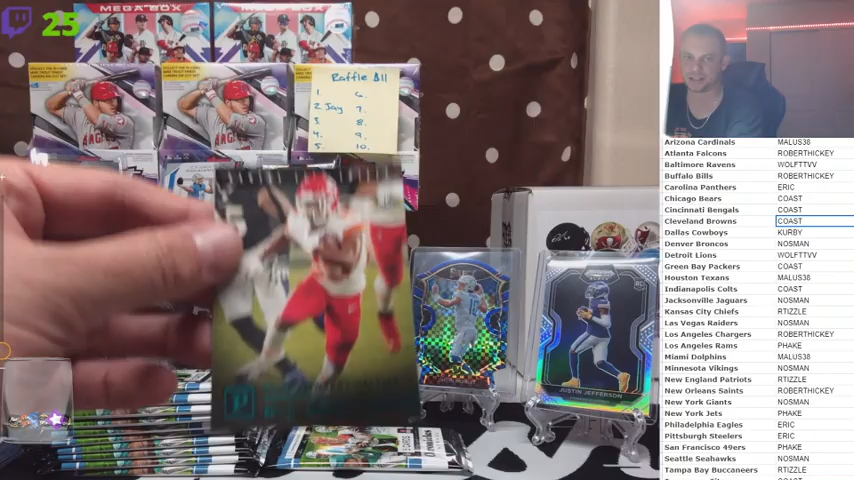 25
MEGA BOX
MEGA BOX
Raffle All
1. 6.
2 Jay 7.
3. 8.
4. 9.
5. 10.
ANGELS
ANGELS
P
JUSTIN JEFFERSON
RC
Arizona Cardinals MALUS38
Atlanta Falcons ROBERTHICKEY
Baltimore Ravens WOLFTTVV
Buffalo Bills ROBERTHICKEY
Carolina Panthers ERIC
Chicago Bears COAST
Cincinnati Bengals COAST
Cleveland Browns COAST
Dallas Cowboys KURBY
Denver Broncos NOSMAN
Detroit Lions WOLFTTVV
Green Bay Packers COAST
Houston Texans MALUS38
Indianapolis Colts COAST
Jacksonville Jaguars NOSMAN
Kansas City Chiefs RTIZZLE
Las Vegas Raiders NOSMAN
Los Angeles Chargers ROBERTHICKEY
Los Angeles Rams PHAKE
Miami Dolphins MALUS38
Minnesota Vikings NOSMAN
New England Patriots RTIZZLE
New Orleans Saints ROBERTHICKEY
New York Giants NOSMAN
New York Jets PHAKE
Philadelphia Eagles ERIC
Pittsburgh Steelers ERIC
San Francisco 49ers PHAKE
Seattle Seahawks NOSMAN
Tampa Bay Buccaneers RTIZZLE